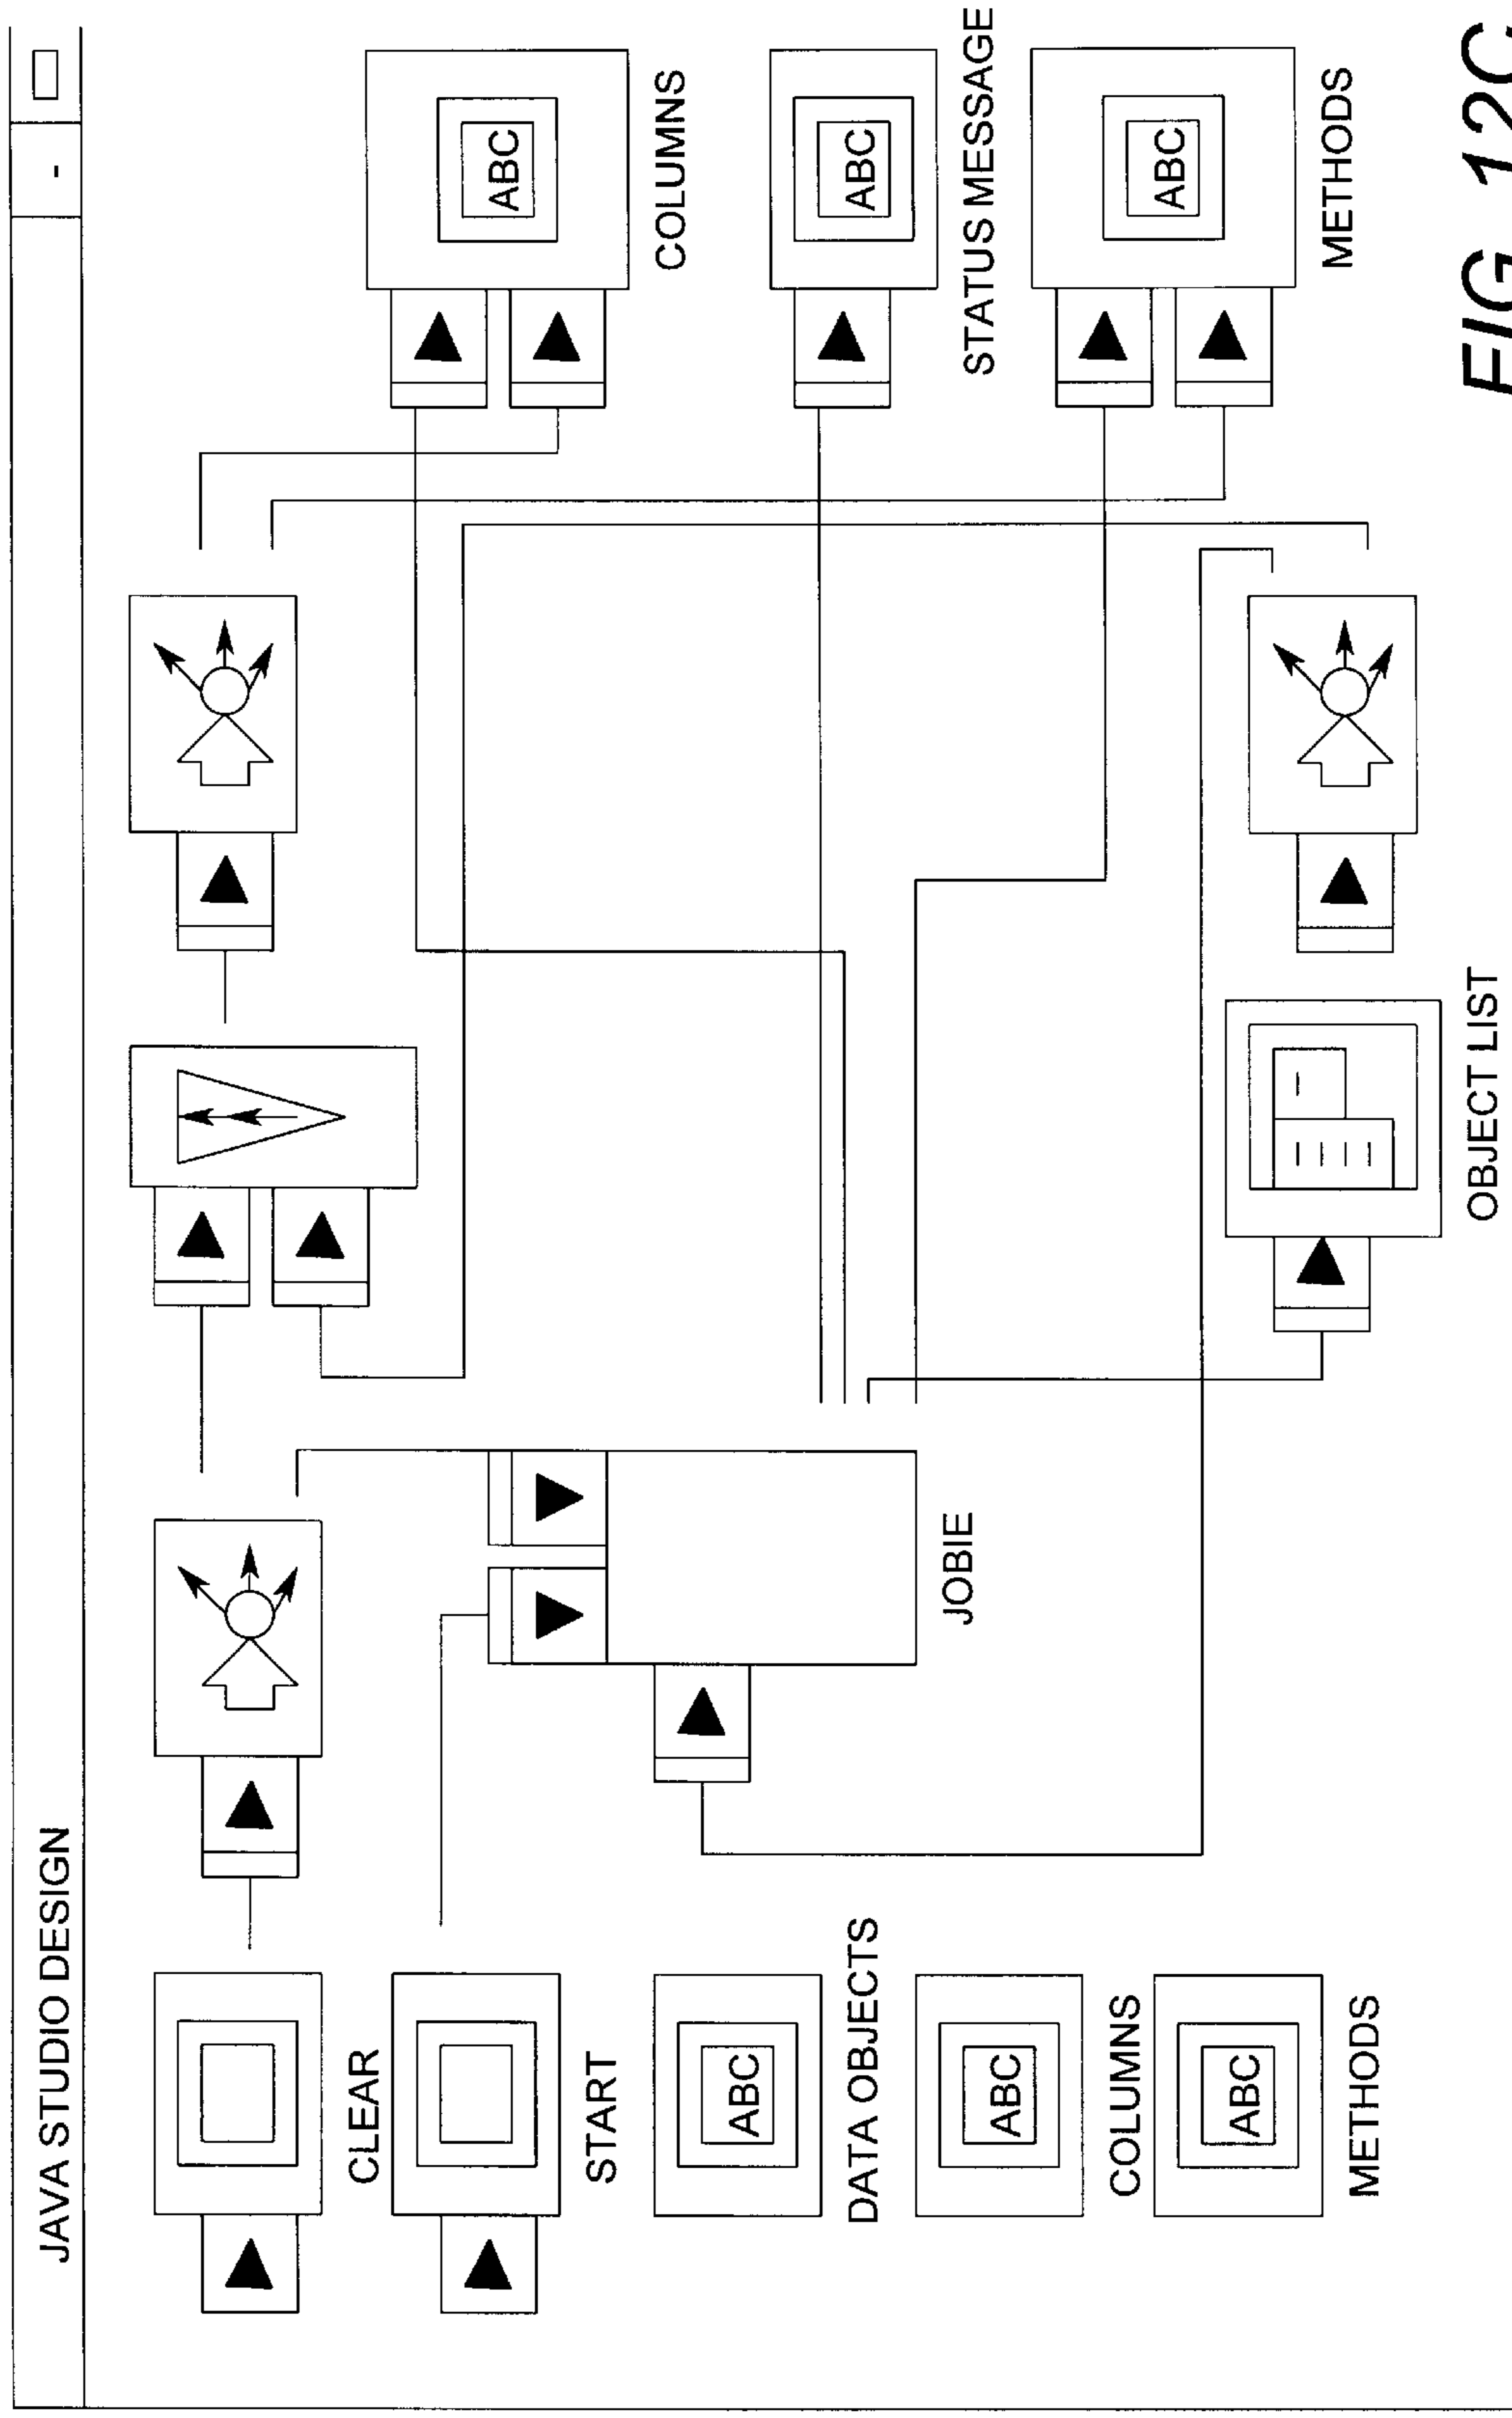 JAVA STUDIO DESIGN
-
CLEAR
START
ABC
DATA OBJECTS
ABC
COLUMNS
ABC
METHODS
JOBIE
OBJECT LIST
ABC
COLUMNS
ABC
STATUS MESSAGE
ABC
METHODS
FIG 12C